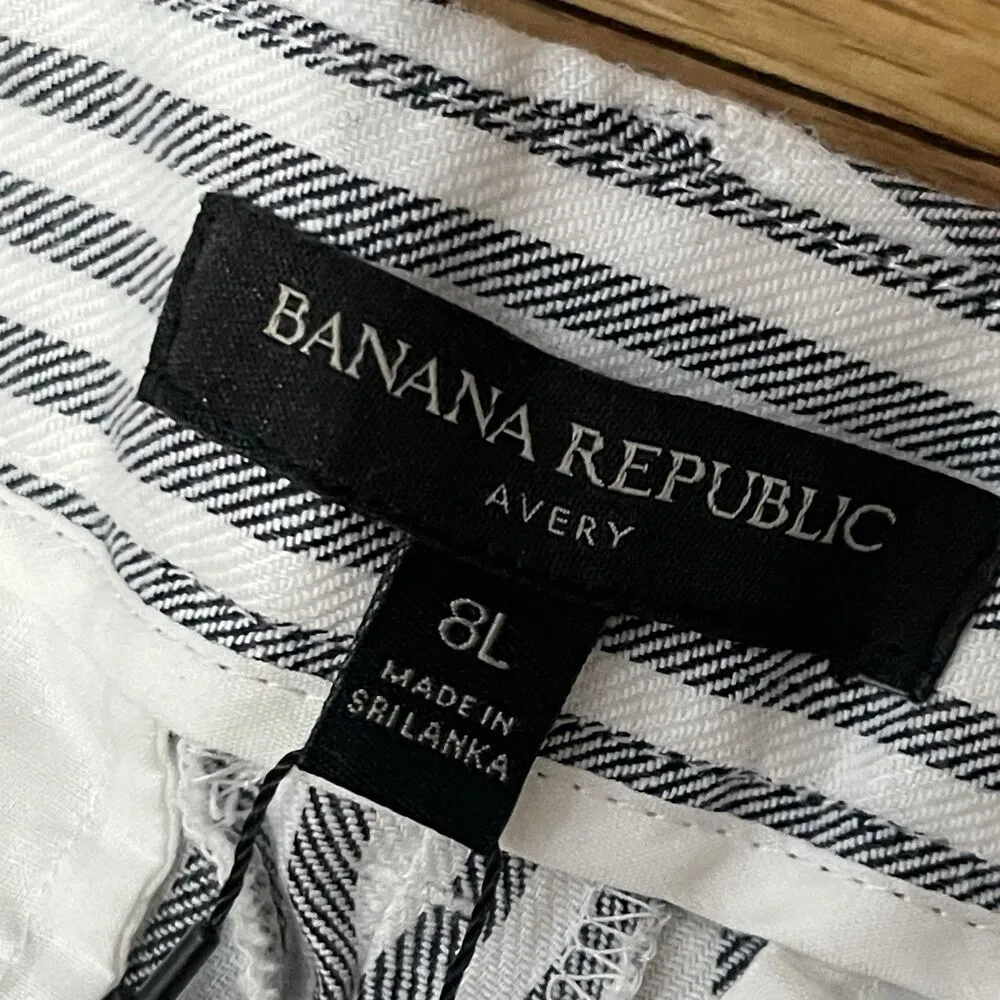 BANANA REPUBLIC
AVERY
8L
MADE IN
SRI LANKA